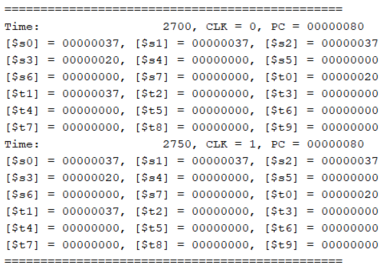 ===============================================
Time:                 2700, CLK = 0, PC = 00000080
[$s0] = 00000037, [$s1] = 00000037, [$s2] = 00000037
[$s3] = 00000020, [$s4] = 00000000, [$s5] = 00000000
[$s6] = 00000000, [$s7] = 00000000, [$t0] = 00000020
[$t1] = 00000037, [$t2] = 00000000, [$t3] = 00000000
[$t4] = 00000000, [$t5] = 00000000, [$t6] = 00000000
[$t7] = 00000000, [$t8] = 00000000, [$t9] = 00000000
Time:                 2750, CLK = 1, PC = 00000080
[$s0] = 00000037, [$s1] = 00000037, [$s2] = 00000037
[$s3] = 00000020, [$s4] = 00000000, [$s5] = 00000000
[$s6] = 00000000, [$s7] = 00000000, [$t0] = 00000020
[$t1] = 00000037, [$t2] = 00000000, [$t3] = 00000000
[$t4] = 00000000, [$t5] = 00000000, [$t6] = 00000000
[$t7] = 00000000, [$t8] = 00000000, [$t9] = 00000000
===============================================